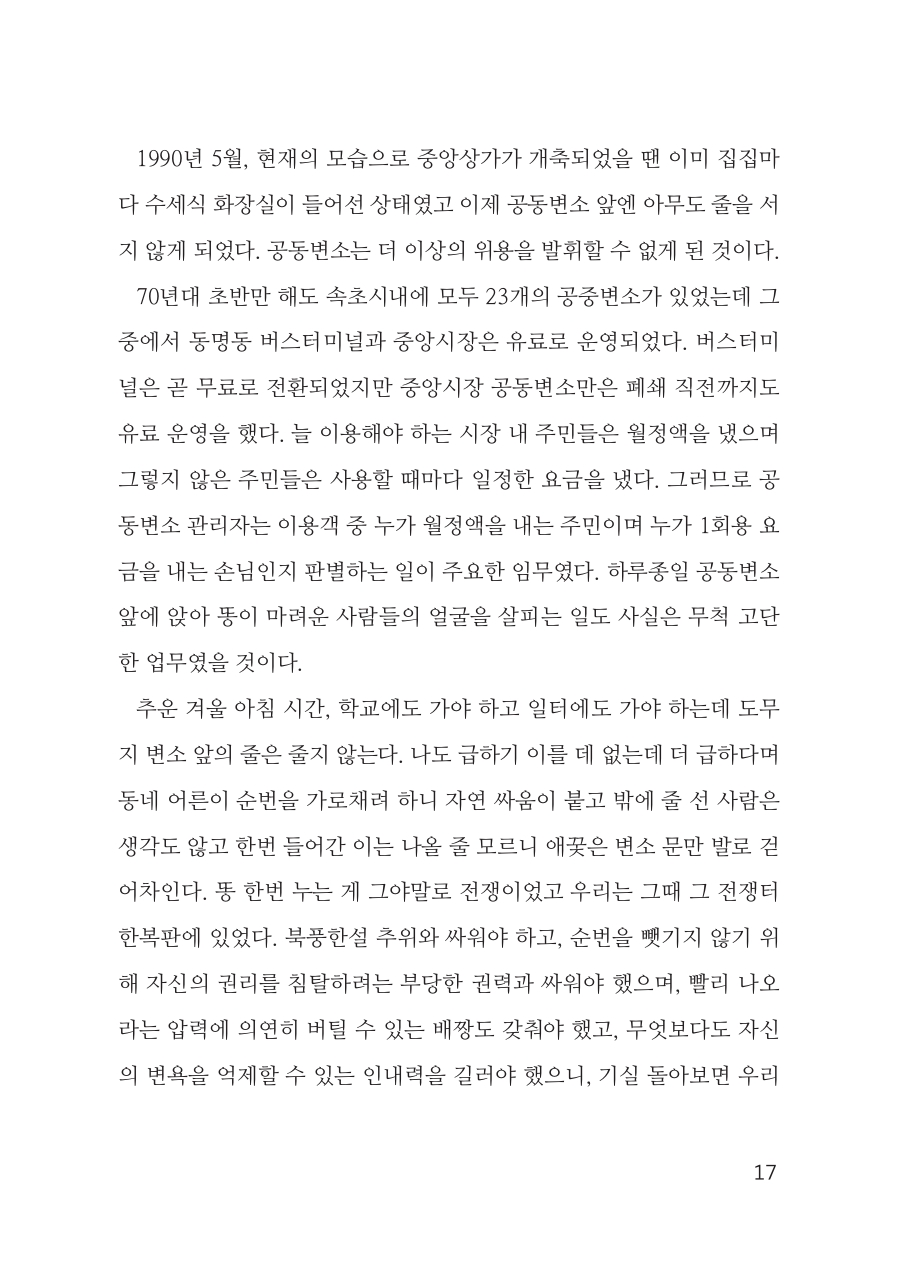 1990년 5월, 현재의 모습으로 중앙상가가 개축되었을 땐 이미 집집마
다 수세식 화장실이 들어선 상태였고 이제 공동변소 앞엔 아무도 줄을 서
지 않게 되었다. 공동변소는 더 이상의 위용을 발휘할 수 없게 된 것이다.
70년대 초반만 해도 속초시내에 모두 23개의 공중변소가 있었는데 그
중에서 동명동 버스터미널과 중앙시장은 유료로 운영되었다. 버스터미
널은 곧 무료로 전환되었지만 중앙시장 공동변소만은 폐쇄 직전까지도
유료 운영을 했다. 늘 이용해야 하는 시장 내 주민들은 월정액을 냈으며
그렇지 않은 주민들은 사용할 때마다 일정한 요금을 냈다. 그러므로 공
동변소 관리자는 이용객 중 누가 월정액을 내는 주민이며 누가 1회용 요
금을 내는 손님인지 판별하는 일이 주요한 임무였다. 하루종일 공동변소
앞에 앉아 똥이 마려운 사람들의 얼굴을 살피는 일도 사실은 무척 고단
한 업무였을 것이다.
추운 겨울 아침 시간, 학교에도 가야 하고 일터에도 가야 하는데 도무
지 변소 앞의 줄은 줄지 않는다. 나도 급하기 이를 데 없는데 더 급하다며
동네 어른이 순번을 가로채려 하니 자연 싸움이 붙고 밖에 줄 선 사람은
생각도 않고 한번 들어간 이는 나올 줄 모르니 애꿎은 변소 문만 발로 걷
어차인다. 똥 한번 누는 게 그야말로 전쟁이었고 우리는 그때 그 전쟁터
한복판에 있었다. 북풍한설 추위와 싸워야 하고, 순번을 뺏기지 않기 위
해 자신의 권리를 침탈하려는 부당한 권력과 싸워야 했으며, 빨리 나오
라는 압력에 의연히 버틸 수 있는 배짱도 갖춰야 했고, 무엇보다도 자신
의 변욕을 억제할 수 있는 인내력을 길러야 했으니, 기실 돌아보면 우리
17